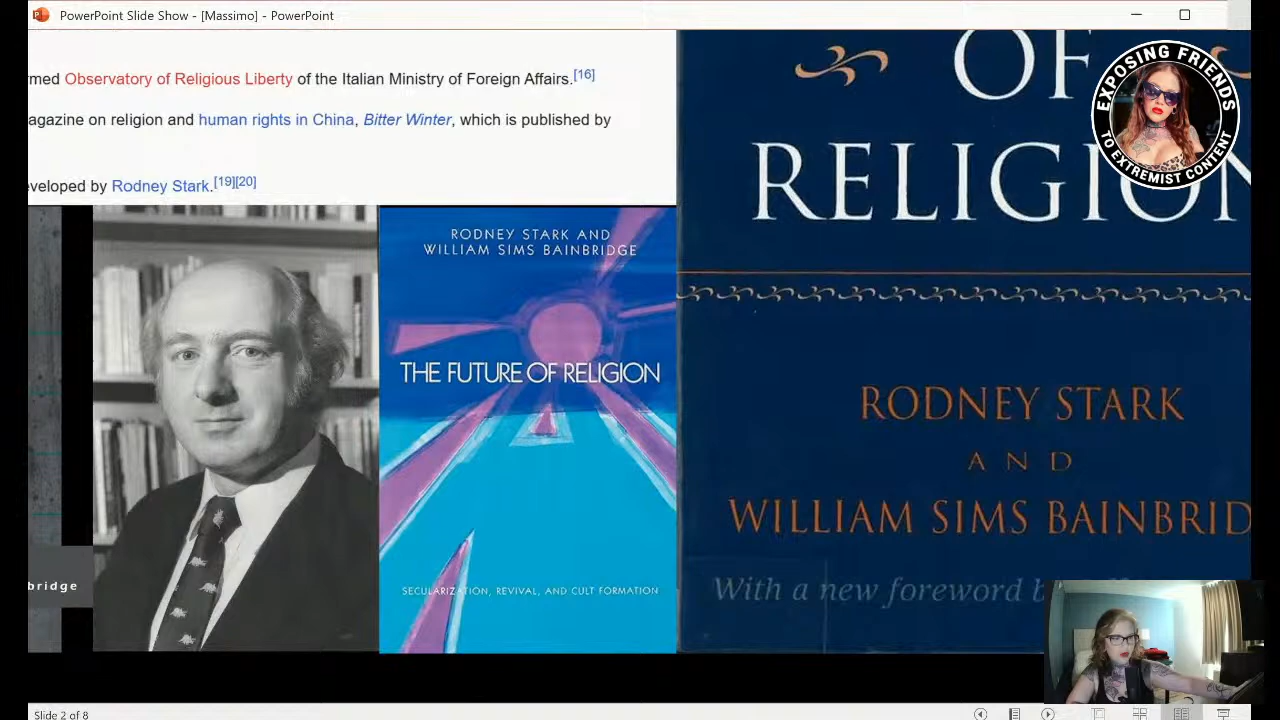 PowerPoint Slide Show - [Massimo] - PowerPoint
rmed Observatory of Religious Liberty of the Italian Ministry of Foreign Affairs.[16]
agazine on religion and human rights in China, Bitter Winter, which is published by
eveloped by Rodney Stark.[19][20]
bridge
RODNEY STARK AND
WILLIAM SIMS BAINBRIDGE
THE FUTURE OF RELIGION
SECULARIZATION, REVIVAL, AND CULT FORMATION
OF
RELIGION
RODNEY STARK
AND
WILLIAM SIMS BAINBRID
With a new foreword b
EXPOSING FRIENDS
TO EXTREMIST CONTENT
Slide 2 of 8